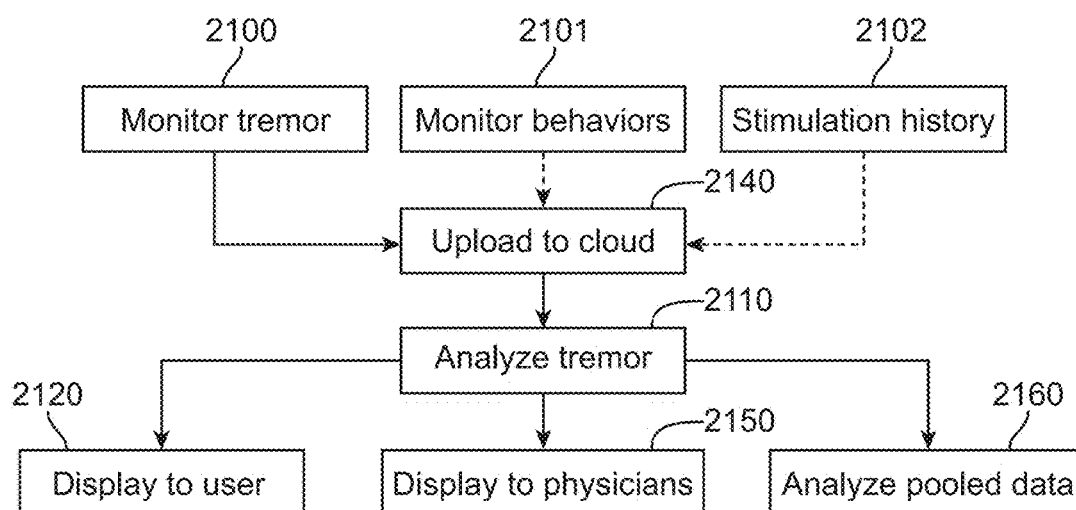 2100
2101
2102
Monitor tremor
Monitor behaviors
Stimulation history
2140
Upload to cloud
2110
Analyze tremor
2120
2150
2160
Display to user
Display to physicians
Analyze pooled data